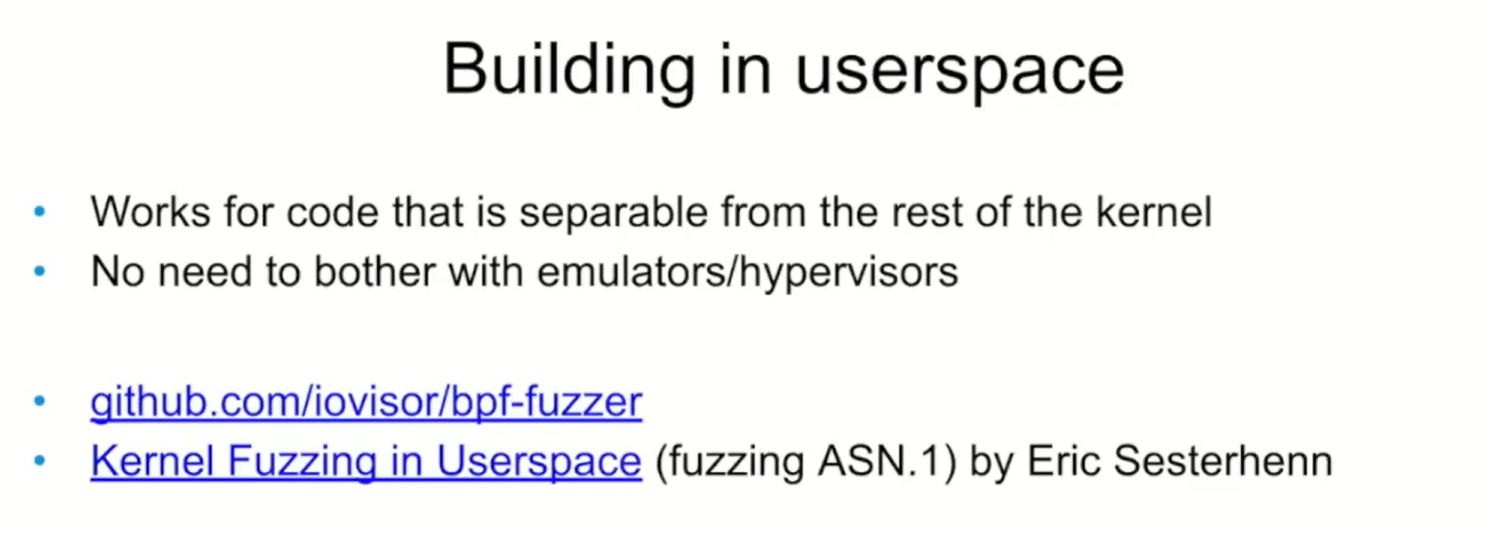 Building in userspace
• Works for code that is separable from the rest of the kernel
• No need to bother with emulators/hypervisors
• github.com/iovisor/bpf-fuzzer
• Kernel Fuzzing in Userspace (fuzzing ASN.1) by Eric Sesterhenn